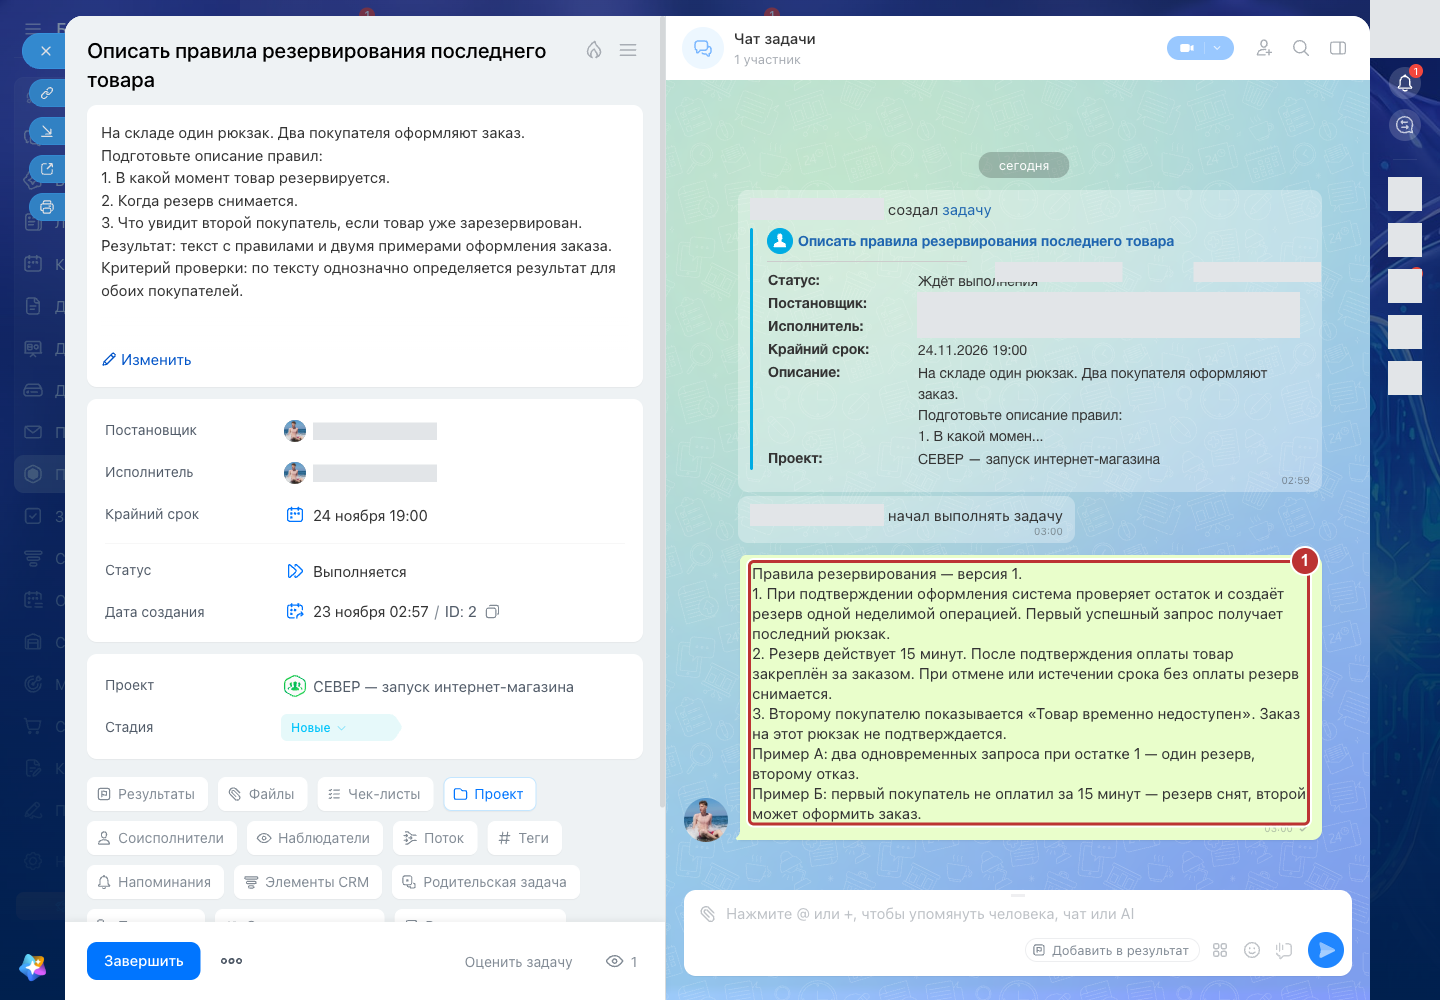 Описать правила резервирования последнего
товара
На складе один рюкзак. Два покупателя оформляют заказ.
Подготовьте описание правил:
1. В какой момент товар резервируется.
2. Когда резерв снимается.
3. Что увидит второй покупатель, если товар уже зарезервирован.
Результат: текст с правилами и двумя примерами оформления заказа.
Критерий проверки: по тексту однозначно определяется результат для
обоих покупателей.
Изменить
Постановщик
Исполнитель
Крайний срок 24 ноября 19:00
Статус Выполняется
Дата создания 23 ноября 02:57 / ID: 2
Проект СЕВЕР — запуск интернет-магазина
Стадия Новые
Результаты Файлы Чек-листы Проект
Соисполнители Наблюдатели Поток Теги
Напоминания Элементы CRM Родительская задача
Завершить Оценить задачу 1
Чат задачи
1 участник
сегодня
создал задачу
Описать правила резервирования последнего товара
Статус: Ждёт выполнения
Постановщик:
Исполнитель:
Крайний срок: 24.11.2026 19:00
Описание: На складе один рюкзак. Два покупателя оформляют
заказ.
Подготовьте описание правил:
1. В какой момен...
Проект: СЕВЕР — запуск интернет-магазина
02:59
начал выполнять задачу
03:00
1
Правила резервирования — версия 1.
1. При подтверждении оформления система проверяет остаток и создаёт
резерв одной неделимой операцией. Первый успешный запрос получает
последний рюкзак.
2. Резерв действует 15 минут. После подтверждения оплаты товар
закреплён за заказом. При отмене или истечении срока без оплаты резерв
снимается.
3. Второму покупателю показывается «Товар временно недоступен». Заказ
на этот рюкзак не подтверждается.
Пример А: два одновременных запроса при остатке 1 — один резерв,
второму отказ.
Пример Б: первый покупатель не оплатил за 15 минут — резерв снят, второй
может оформить заказ.
03:00
Нажмите @ или +, чтобы упомянуть человека, чат или AI
Добавить в результат
1